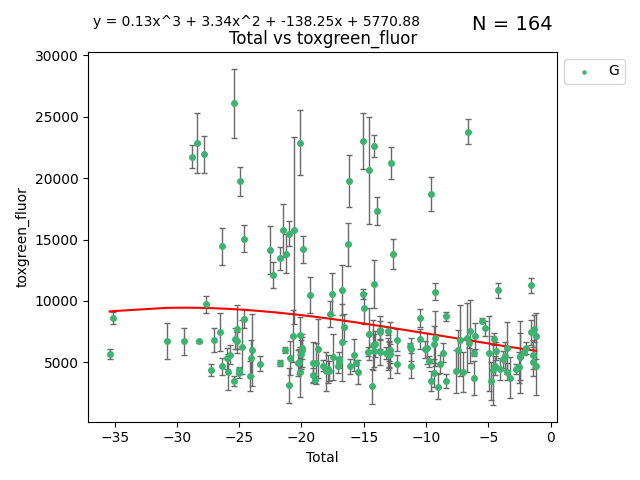 y = 0.13x^3 + 3.34x^2 + -138.25x + 5770.88
N = 164
Total vs toxgreen_fluor
G
30000
25000
20000
15000
10000
5000
toxgreen_fluor
−35 −30 −25 −20 −15 −10 −5 0
Total